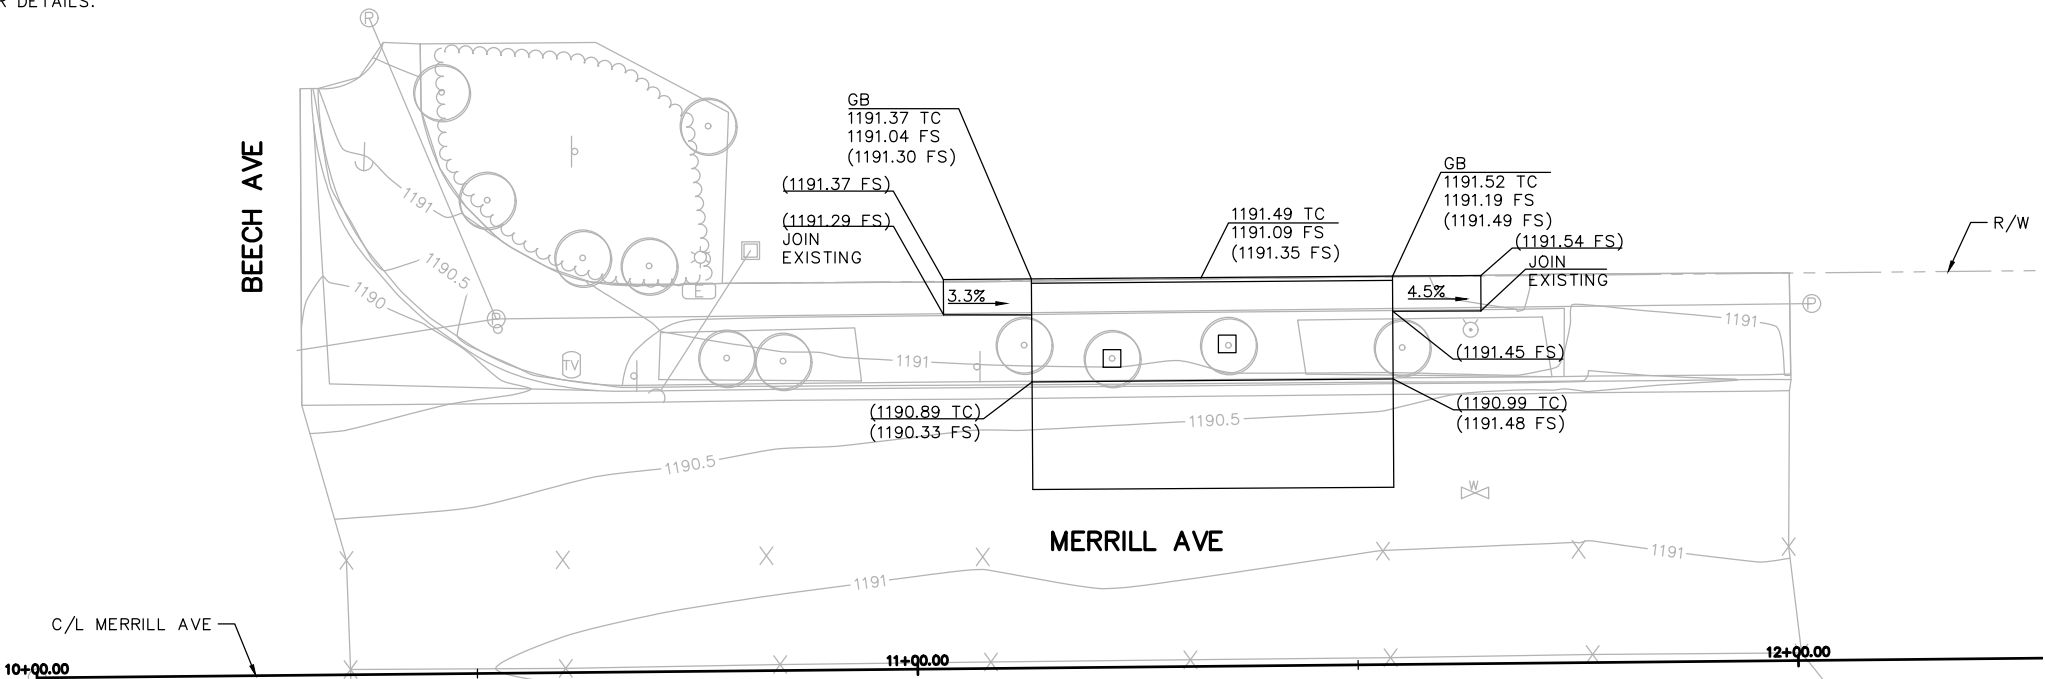 R DETAILS.
R
BEECH AVE
GB
1191.37 TC
1191.04 FS
(1191.30 FS)
(1191.37 FS)
(1191.29 FS)
JOIN
EXISTING
1191.49 TC
1191.09 FS
(1191.35 FS)
GB
1191.52 TC
1191.19 FS
(1191.49 FS)
(1191.54 FS)
JOIN
EXISTING
R/W
1191
1190.5
1190
E
3.3%
4.5%
P
P
TV
1191
1191
(1191.45 FS)
(1190.89 TC)
(1190.33 FS)
(1190.99 TC)
(1191.48 FS)
1190.5
1190.5
W
MERRILL AVE
1191
1191
C/L MERRILL AVE
10+00.00
11+00.00
12+00.00